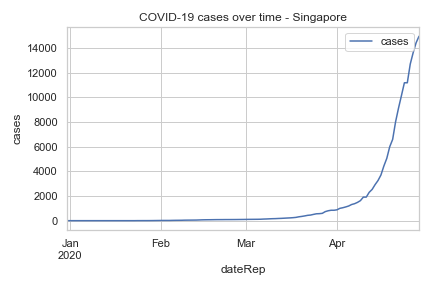 COVID-19 cases over time - Singapore
cases
14000
12000
10000
8000
6000
4000
2000
0
cases
Jan
2020
Feb
Mar
Apr
dateRep